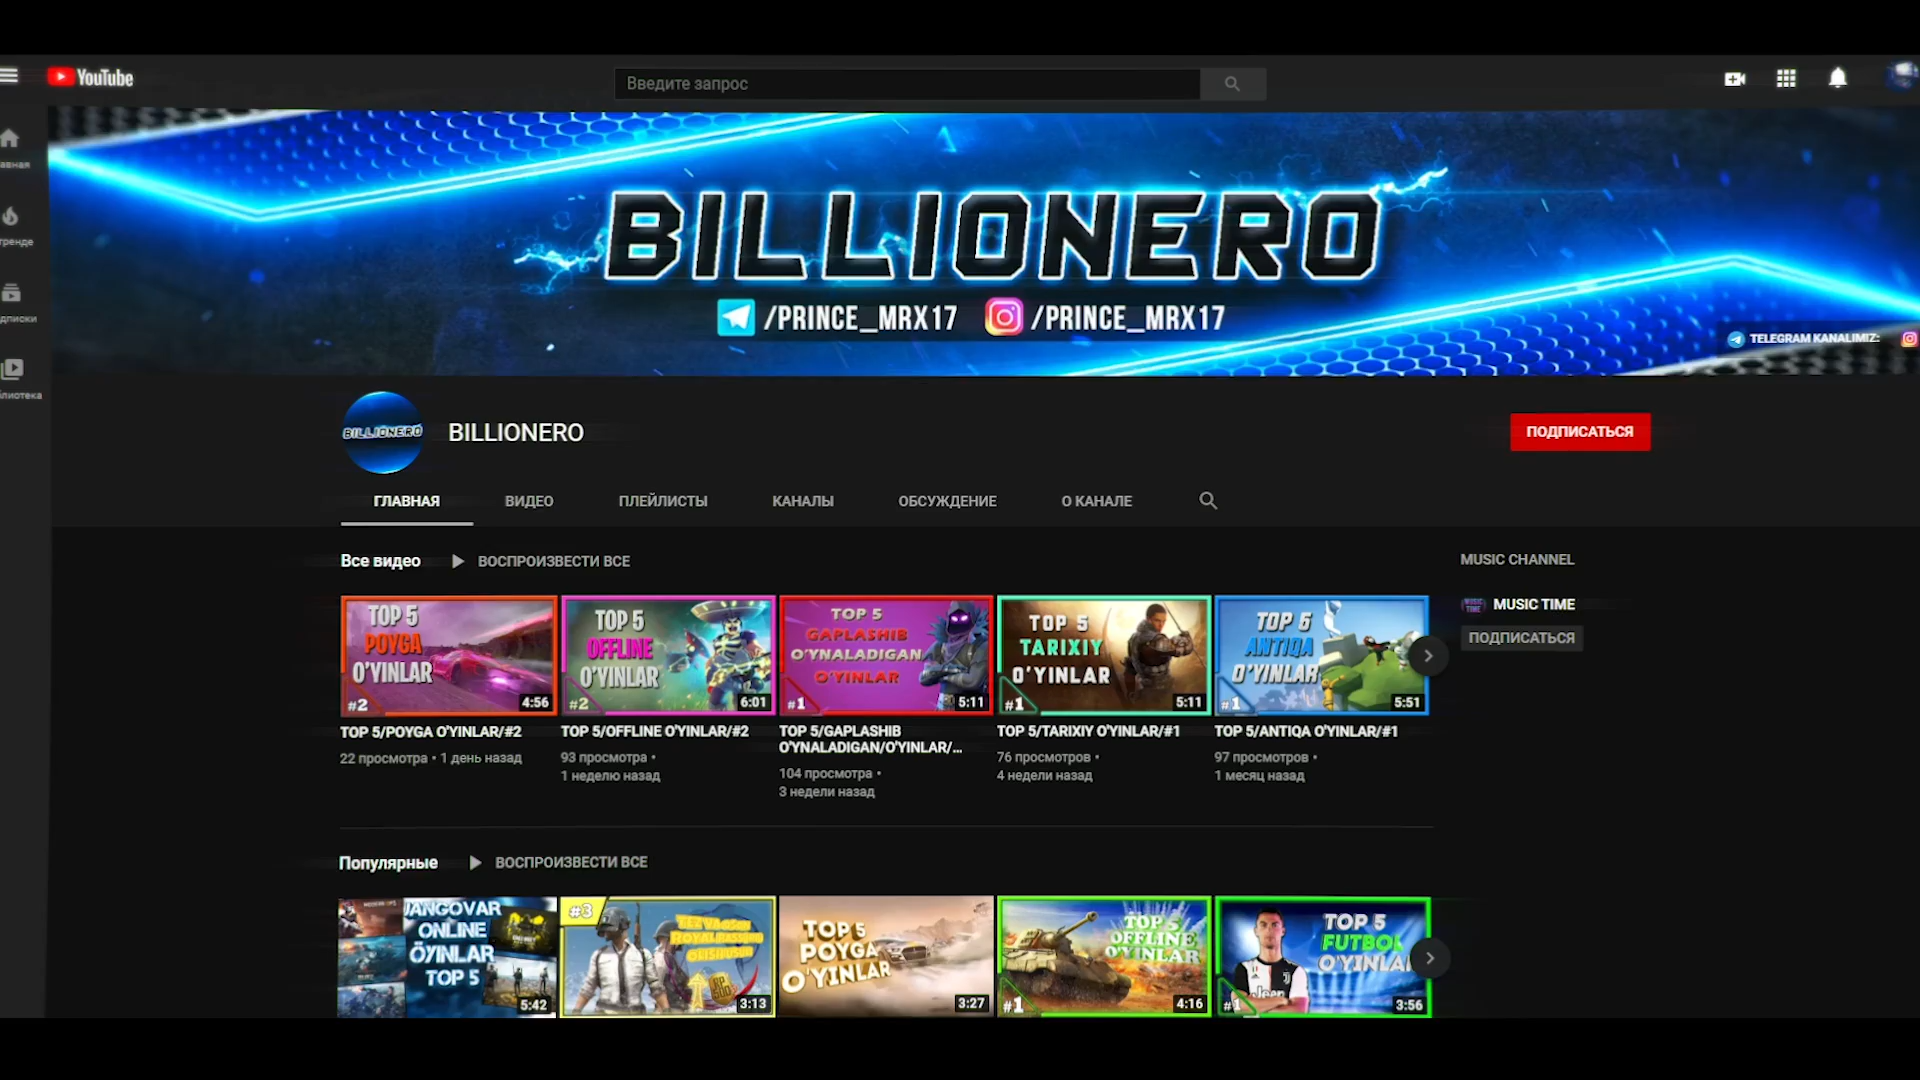 YouTube
Введите запрос
BILLIONERO
/PRINCE_MRX17 /PRINCE_MRX17
TELEGRAM KANALIMIZ:
BILLIONERO
BILLIONERO
ПОДПИСАТЬСЯ
ГЛАВНАЯ ВИДЕО ПЛЕЙЛИСТЫ КАНАЛЫ ОБСУЖДЕНИЕ О КАНАЛЕ
Все видео ВОСПРОИЗВЕСТИ ВСЕ
MUSIC CHANNEL
MUSIC TIME
MUSIC TIME
ПОДПИСАТЬСЯ
TOP 5
POYGA
O'YINLAR
#2 4:56
TOP 5/POYGA O'YINLAR/#2
22 просмотра • 1 день назад
TOP 5
OFFLINE
O'YINLAR
#2 6:01
TOP 5/OFFLINE O'YINLAR/#2
93 просмотра •
1 неделю назад
TOP 5
GAPLASHIB
O'YNALADIGAN
O'YINLAR
#1 5:11
TOP 5/GAPLASHIB
O'YNALADIGAN/O'YINLAR/...
104 просмотра •
3 недели назад
TOP 5
TARIXIY
O'YINLAR
#1 5:11
TOP 5/TARIXIY O'YINLAR/#1
76 просмотров •
4 недели назад
TOP 6
ANTIQA
O'YINLAR
#1 5:51
TOP 5/ANTIQA O'YINLAR/#1
97 просмотров •
1 месяц назад
Популярные ВОСПРОИЗВЕСТИ ВСЕ
JANGOVAR
ONLINE
ÖYINLAR
TOP 5
5:42
#3
3:13
TOP 5
POYGA
O'YINLAR
3:27
TOP 5
OFFLINE
O'YINLAR
#1 4:16
TOP 5
FUTBOL
O'YINLA
Jeep
#1 3:56